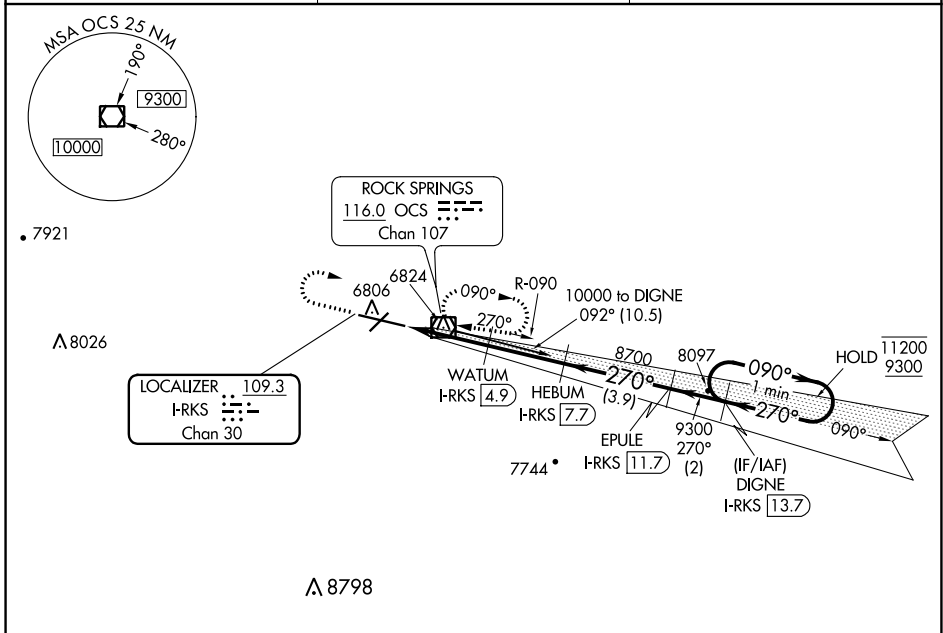 MSA OCS 25 NM
190°
9300
280°
10000
7921
ROCK SPRINGS
116.0 OCS
Chan 107
6824
6806
090°
R-090
270°
10000 to DIGNE
092° (10.5)
8026
8700
8097
HOLD 11200
9300
090°
1 min
270°
090°
LOCALIZER 109.3
I-RKS
Chan 30
WATUM
I-RKS 4.9
HEBUM
I-RKS 7.7
270°
(3.9)
EPULE
I-RKS 11.7
9300
270°
(2)
(IF/IAF)
DIGNE
I-RKS 13.7
7744
8798